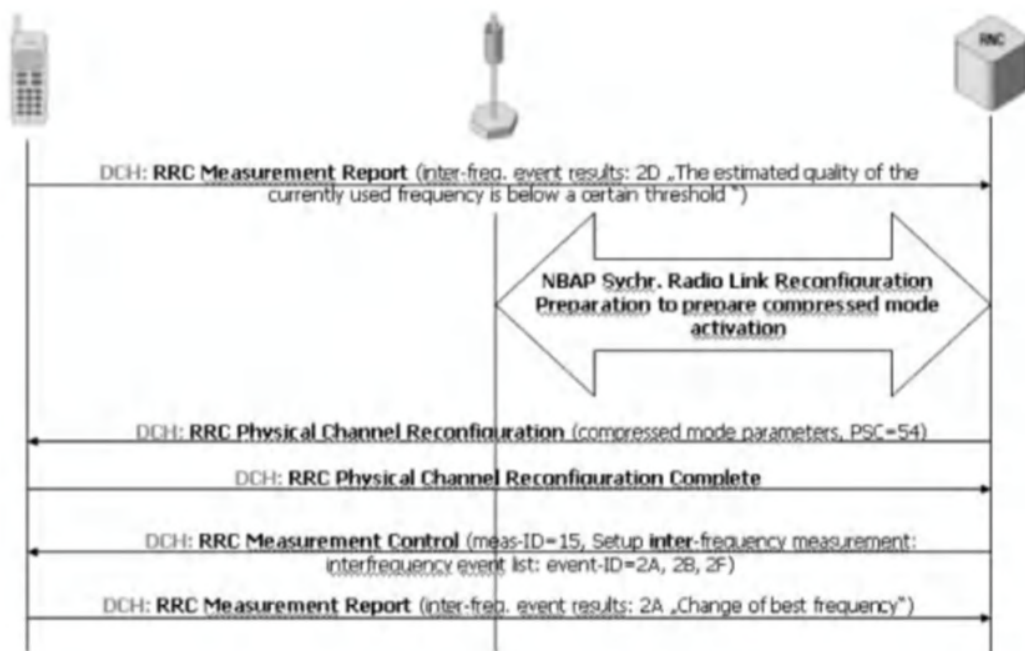 RNC
DCH: RRC Measurement Report (inter-freq. event results: 2D „The estimated quality of the
currently used frequency is below a certain threshold “)
NBAP Sychr. Radio Link Reconfiguration
Preparation to prepare compressed mode
activation
DCH: RRC Physical Channel Reconfiguration (compressed mode parameters, PSC=54)
DCH: RRC Physical Channel Reconfiguration Complete
DCH: RRC Measurement Control (meas-ID=15, Setup inter-frequency measurement:
interfrequency event list: event-ID=2A, 2B, 2F)
DCH: RRC Measurement Report (inter-freq. event results: 2A „Change of best frequency“)